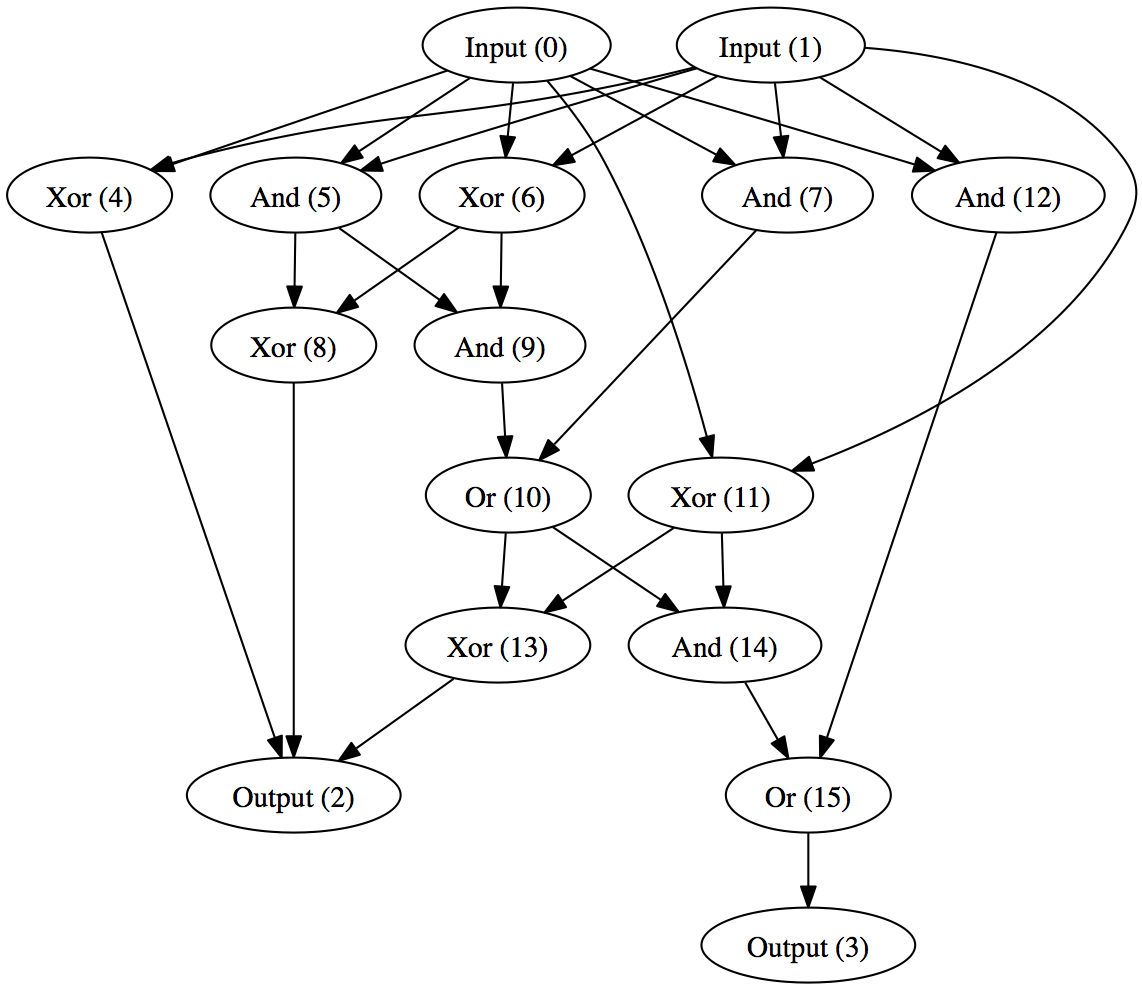 Input (0)
Input (1)
Xor (4)
And (5)
Xor (6)
And (7)
And (12)
Xor (8)
And (9)
Or (10)
Xor (11)
Xor (13)
And (14)
Output (2)
Or (15)
Output (3)